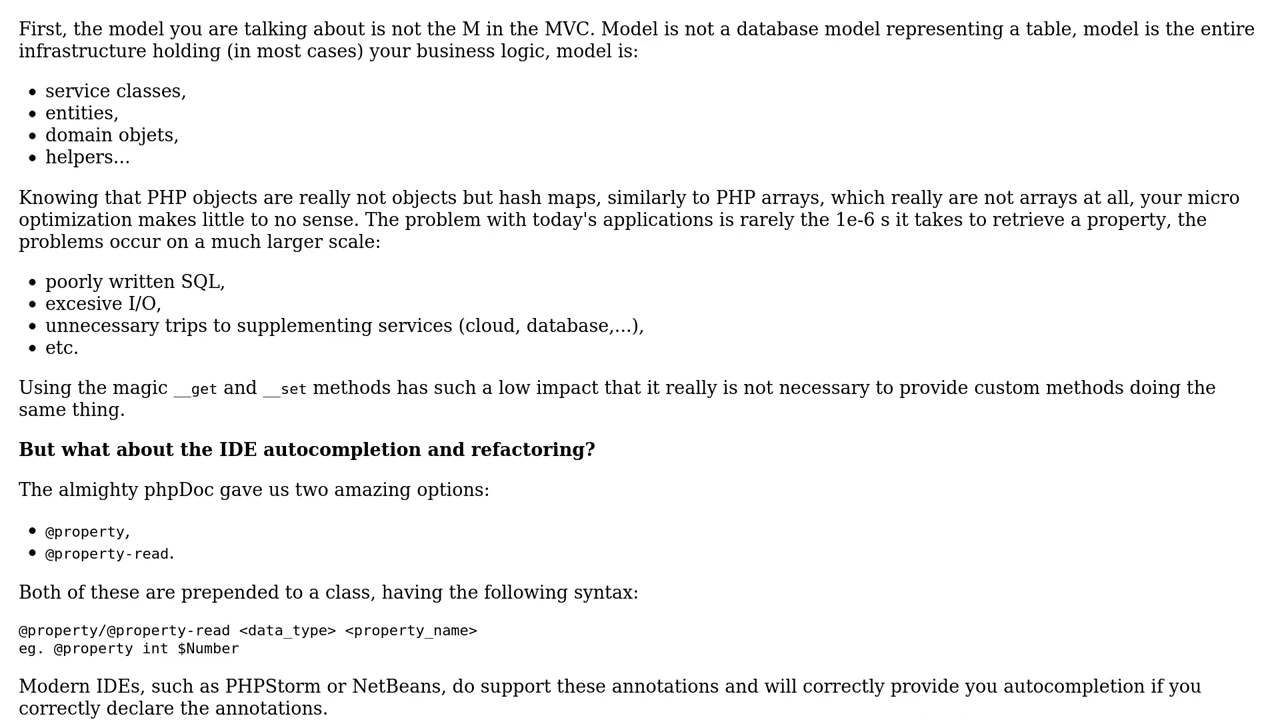 First, the model you are talking about is not the M in the MVC. Model is not a database model representing a table, model is the entire
infrastructure holding (in most cases) your business logic, model is:
• service classes,
• entities,
• domain objets,
• helpers...
Knowing that PHP objects are really not objects but hash maps, similarly to PHP arrays, which really are not arrays at all, your micro
optimization makes little to no sense. The problem with today's applications is rarely the 1e-6 s it takes to retrieve a property, the
problems occur on a much larger scale:
• poorly written SQL,
• excesive I/O,
• unnecessary trips to supplementing services (cloud, database,...),
• etc.
Using the magic __get and __set methods has such a low impact that it really is not necessary to provide custom methods doing the
same thing.
But what about the IDE autocompletion and refactoring?
The almighty phpDoc gave us two amazing options:
• @property,
• @property-read.
Both of these are prepended to a class, having the following syntax:
@property/@property-read <data_type> <property_name>
eg. @property int $Number
Modern IDEs, such as PHPStorm or NetBeans, do support these annotations and will correctly provide you autocompletion if you
correctly declare the annotations.